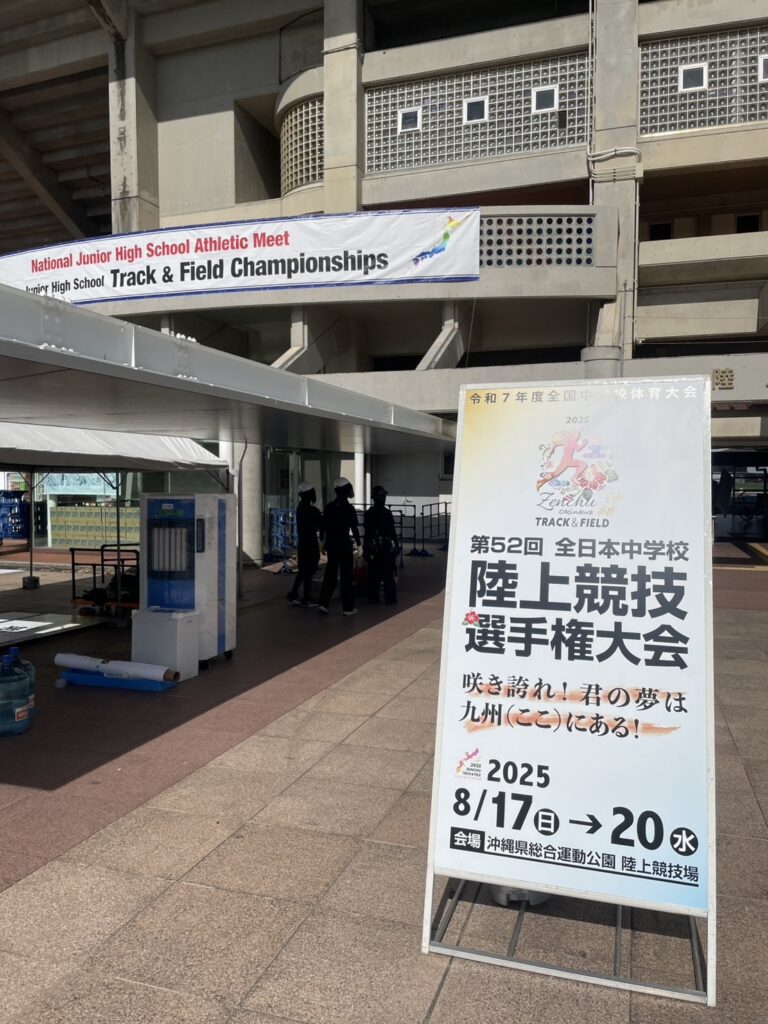 National Junior High School Athletic Meet
Junior High School Track & Field Championships
陸
令和7年度全国中学校体育大会
2025
Zenchu
Okinawa
TRACK & FIELD
第52回 全日本中学校
陸上競技
選手権大会
咲き誇れ！君の夢は
九州(ここ)にある！
2025
8/17日→20水
会場 沖縄県総合運動公園 陸上競技場